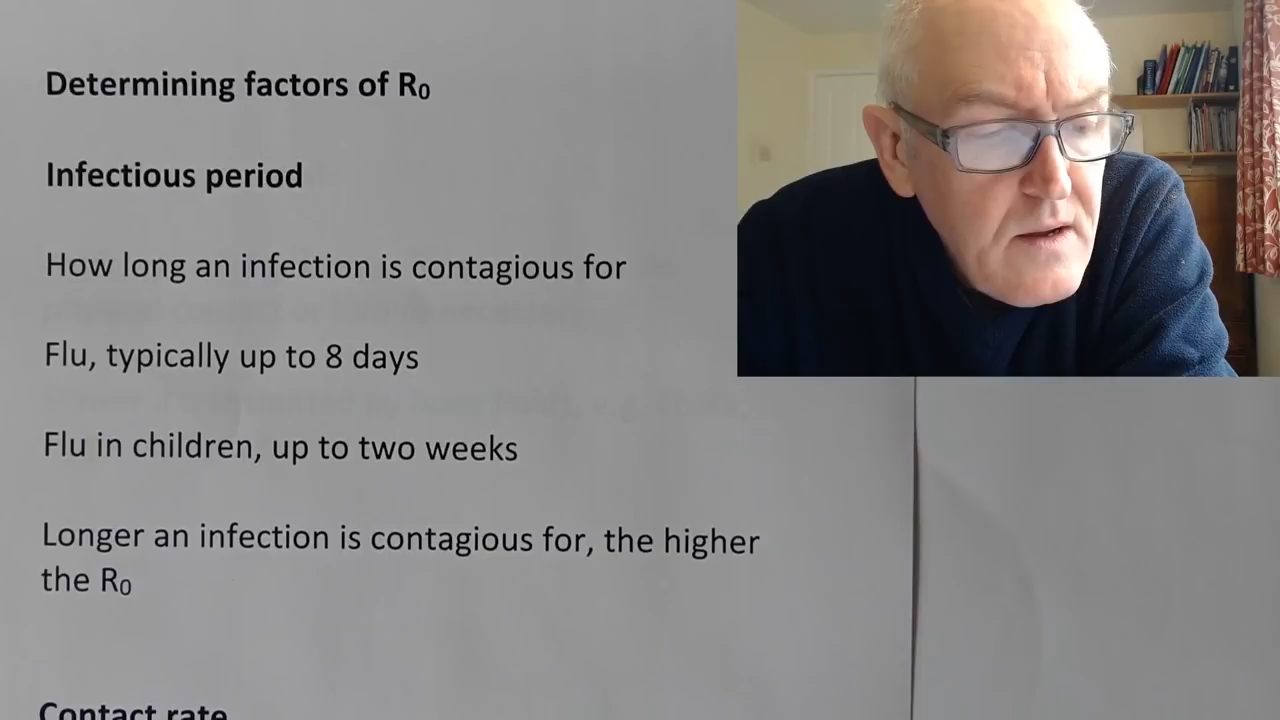 Determining factors of R₀
Infectious period
How long an infection is contagious for
Flu, typically up to 8 days
Flu in children, up to two weeks
Longer an infection is contagious for, the higher
the R₀
Contact rate